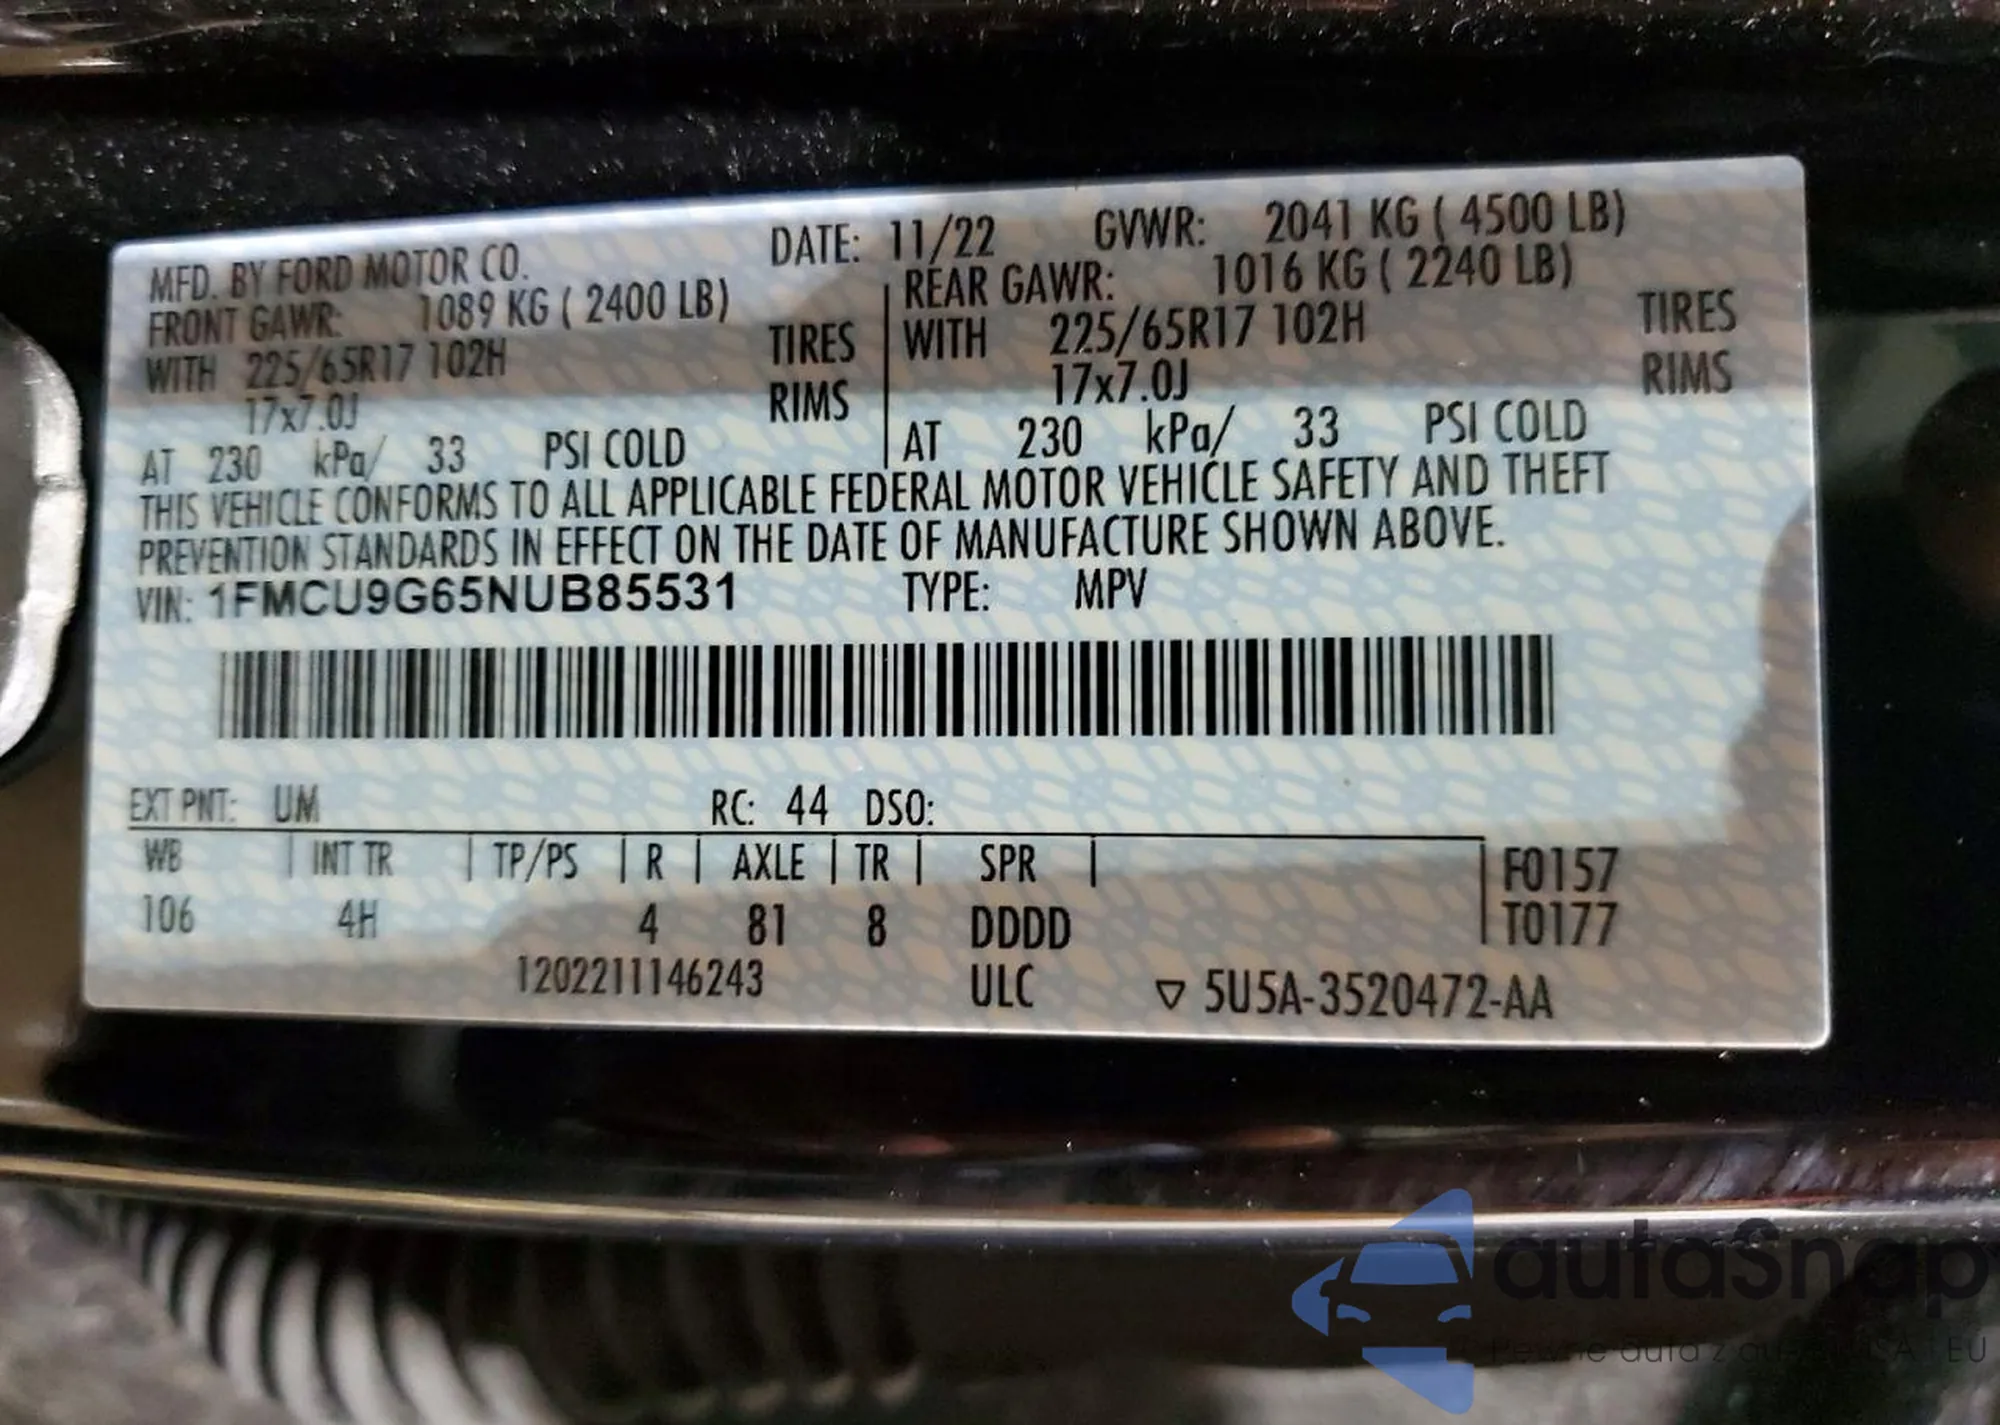 MFD. BY FORD MOTOR CO. DATE: 11/22 GVWR: 2041 KG ( 4500 LB)
FRONT GAWR: 1089 KG ( 2400 LB) REAR GAWR: 1016 KG ( 2240 LB)
WITH 225/65R17 102H TIRES WITH 225/65R17 102H TIRES
17x7.0J RIMS 17x7.0J RIMS
AT 230 kPa/ 33 PSI COLD AT 230 kPa/ 33 PSI COLD
THIS VEHICLE CONFORMS TO ALL APPLICABLE FEDERAL MOTOR VEHICLE SAFETY AND THEFT
PREVENTION STANDARDS IN EFFECT ON THE DATE OF MANUFACTURE SHOWN ABOVE.
VIN: 1FMCU9G65NUB85531 TYPE: MPV
EXT PNT: UM RC: 44 DSO:
WB INT TR TP/PS R AXLE TR SPR F0157
106 4H 4 81 8 DDDD T0177
1202211146243 ULC ▽ 5U5A-3520472-AA
autaSnap